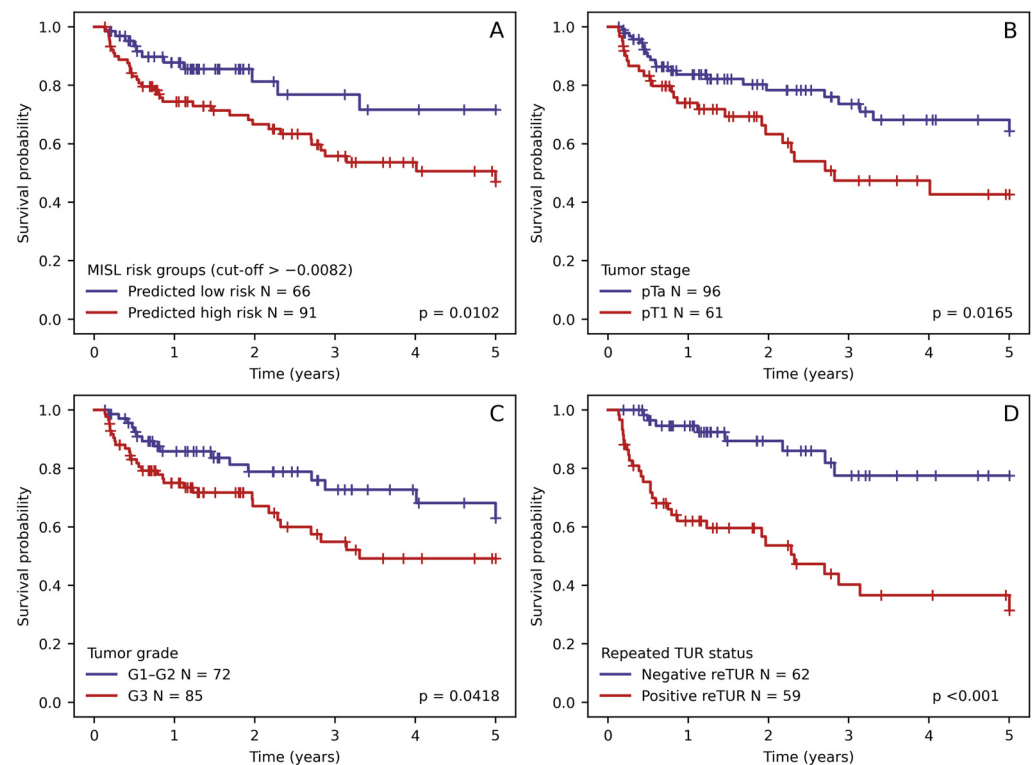 A
1.0
0.8
0.6
0.4
0.2
0.0
Survival probability
MISL risk groups (cut-off > −0.0082)
Predicted low risk N = 66
Predicted high risk N = 91
p = 0.0102
0 1 2 3 4 5
Time (years)
B
1.0
0.8
0.6
0.4
0.2
0.0
Survival probability
Tumor stage
pTa N = 96
pT1 N = 61
p = 0.0165
0 1 2 3 4 5
Time (years)
C
1.0
0.8
0.6
0.4
0.2
0.0
Survival probability
Tumor grade
G1–G2 N = 72
G3 N = 85
p = 0.0418
0 1 2 3 4 5
Time (years)
D
1.0
0.8
0.6
0.4
0.2
0.0
Survival probability
Repeated TUR status
Negative reTUR N = 62
Positive reTUR N = 59
p <0.001
0 1 2 3 4 5
Time (years)